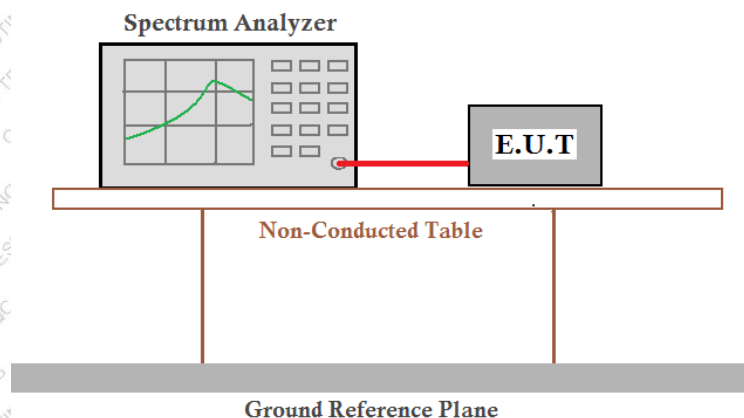 Spectrum Analyzer
E.U.T
Non-Conducted Table
Ground Reference Plane